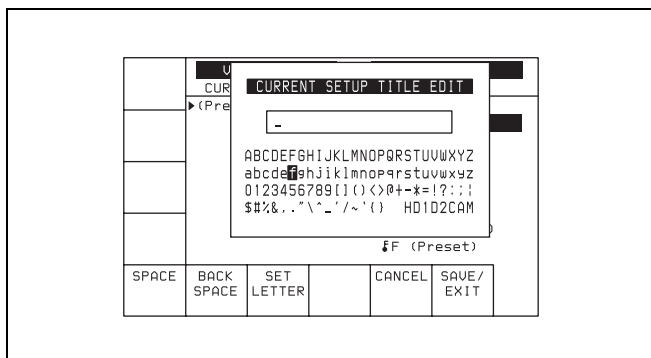 V
CUR
▶(Pre
CURRENT SETUP TITLE EDIT
_
ABCDEFGHIJKLMNOPQRSTUVWXYZ
abcdefghijklmnopqrstuvwxyz
0123456789[]()<>@+-*=!?:;¦
$#%&,."\^_'/~`{} HD1D2CAM
F (Preset)
SPACE BACK SPACE SET LETTER CANCEL SAVE/ EXIT